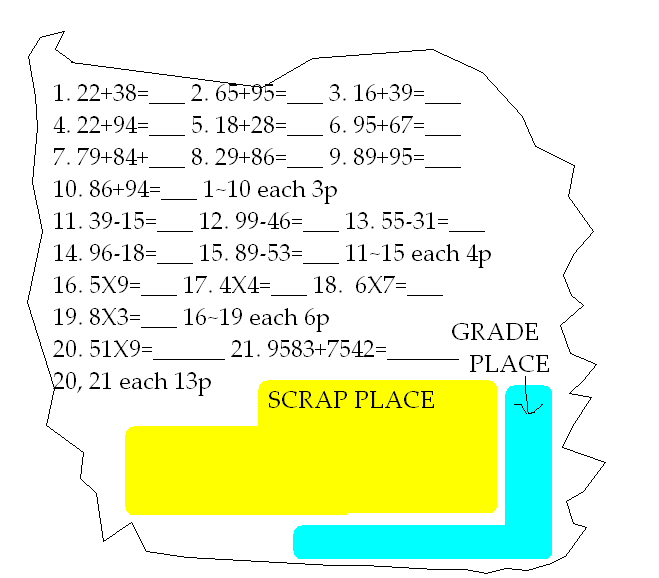 1. 22+38=___ 2. 65+95=___ 3. 16+39=___
4. 22+94=___ 5. 18+28=___ 6. 95+67=___
7. 79+84+___ 8. 29+86=___ 9. 89+95=___
10. 86+94=___ 1~10 each 3p
11. 39-15=___ 12. 99-46=___ 13. 55-31=___
14. 96-18=___ 15. 89-53=___ 11~15 each 4p
16. 5X9=___ 17. 4X4=___ 18. 6X7=___
19. 8X3=___ 16~19 each 6p
20. 51X9=______ 21. 9583+7542=______
20, 21 each 13p
GRADE
PLACE
SCRAP PLACE